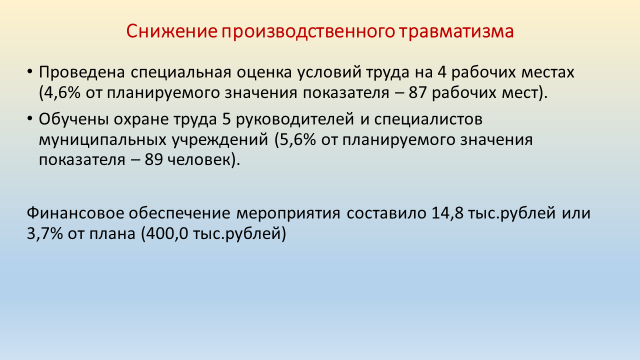 Снижение производственного травматизма
• Проведена специальная оценка условий труда на 4 рабочих местах
(4,6% от планируемого значения показателя – 87 рабочих мест).
• Обучены охране труда 5 руководителей и специалистов
муниципальных учреждений (5,6% от планируемого значения
показателя – 89 человек).
Финансовое обеспечение мероприятия составило 14,8 тыс.рублей или
3,7% от плана (400,0 тыс.рублей)